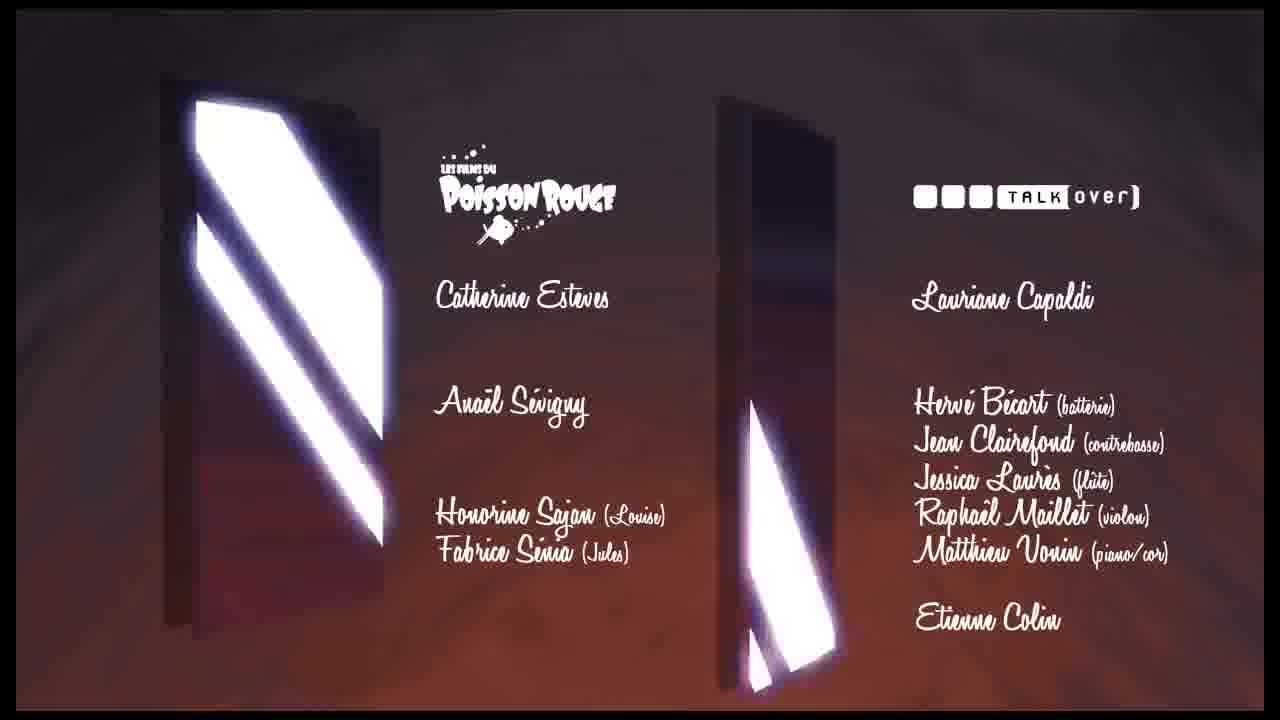 LES FILMS DU
POISSON ROUGE
Catherine Esteves
Anaël Sévigny
Honorine Sajan (Louise)
Fabrice Sénia (Jules)
TALK over)
Lauriane Capaldi
Hervé Bécart (batterie)
Jean Clairefond (contrebasse)
Jessica Laurès (flûte)
Raphaël Maillet (violon)
Matthieu Vonin (piano/cor)
Etienne Colin